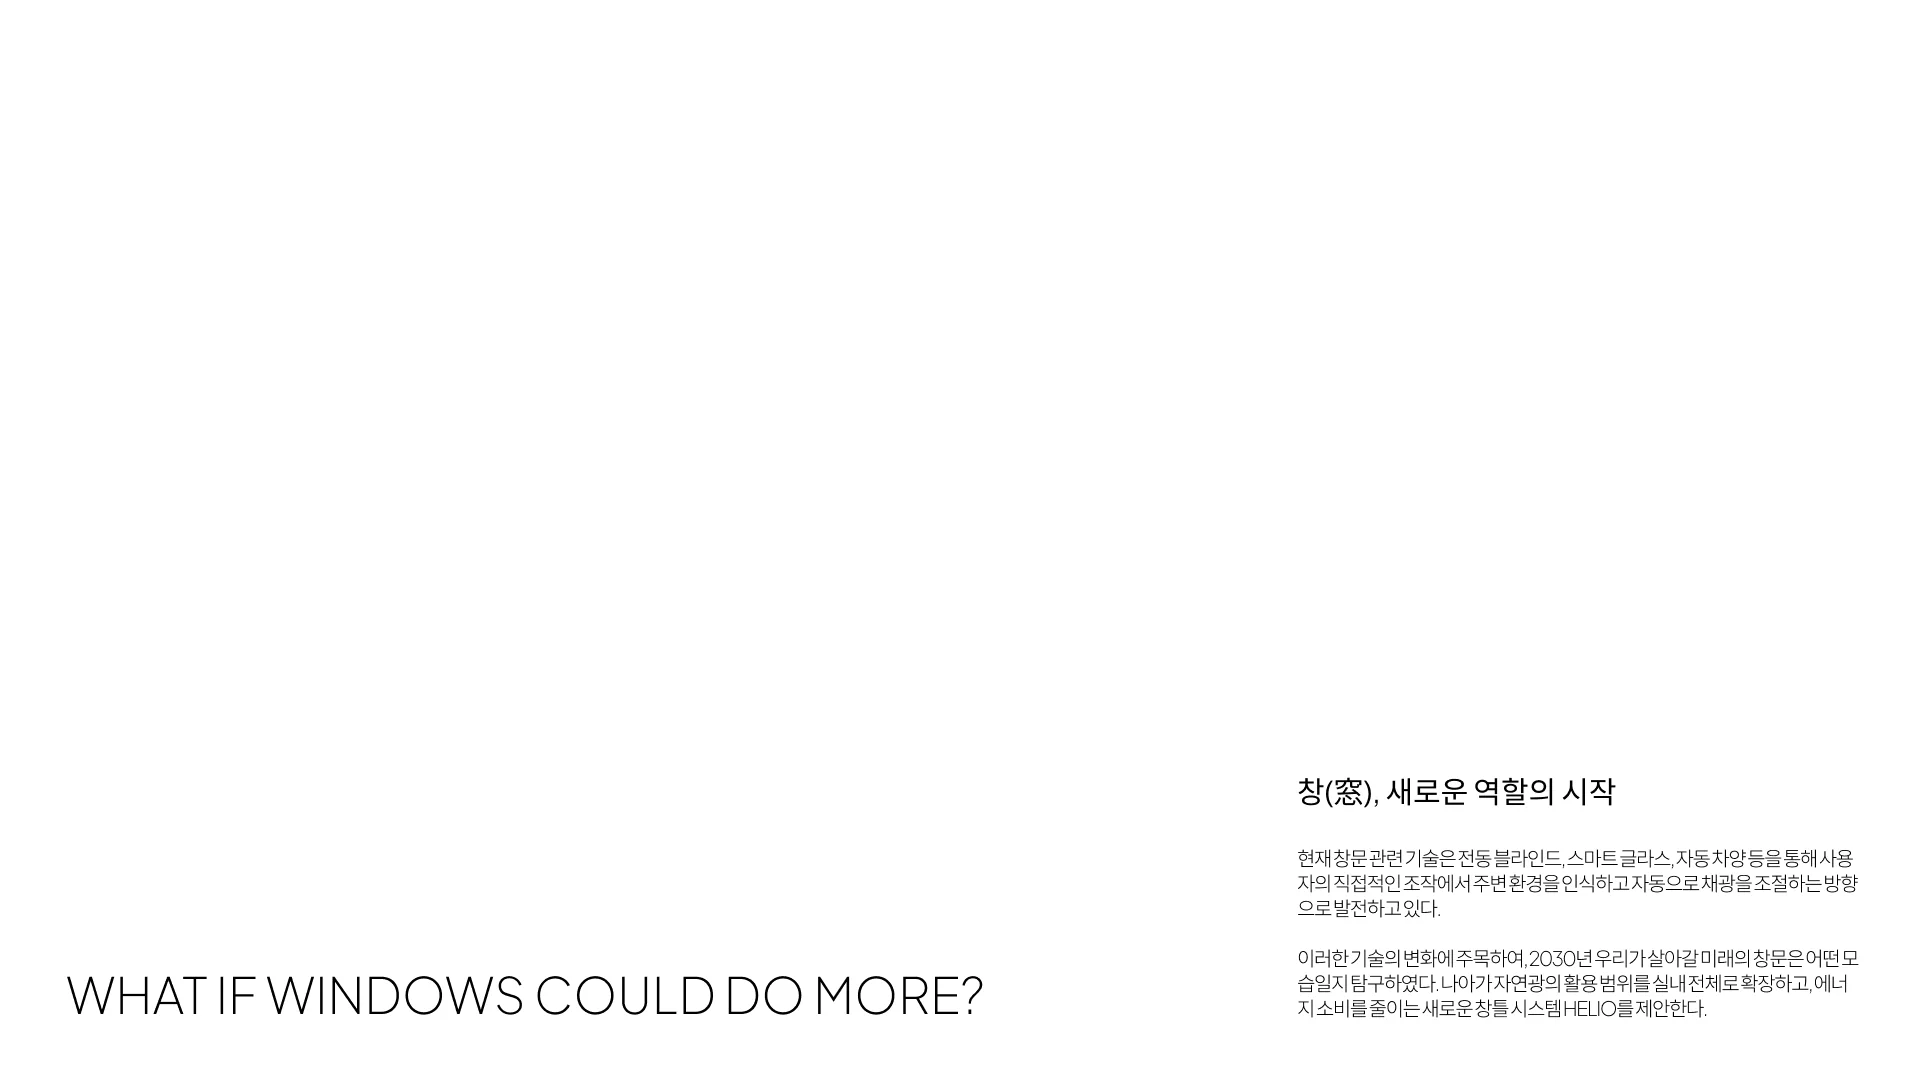 WHAT IF WINDOWS COULD DO MORE?
창(窓), 새로운 역할의 시작
현재 창문 관련 기술은 전동 블라인드, 스마트 글라스, 자동 차양 등을 통해 사용
자의 직접적인 조작에서 주변 환경을 인식하고 자동으로 채광을 조절하는 방향
으로 발전하고 있다.
이러한 기술의 변화에 주목하여, 2030년 우리가 살아갈 미래의 창문은 어떤 모
습일지 탐구하였다. 나아가 자연광의 활용 범위를 실내 전체로 확장하고, 에너
지 소비를 줄이는 새로운 창틀 시스템 HELIO를 제안한다.